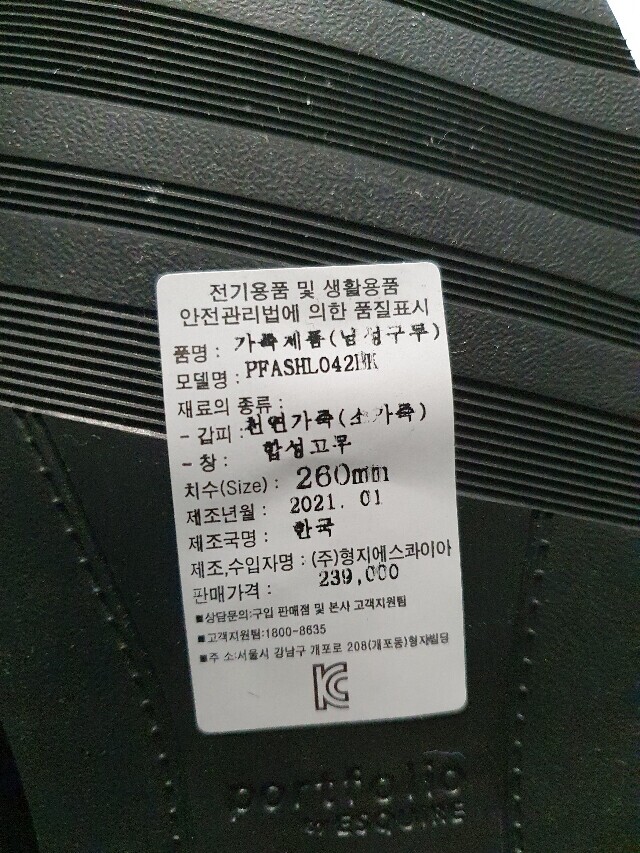 전기용품 및 생활용품
안전관리법에 의한 품질표시
품명 : 가죽제품(남성구두)
모델명 : PFASHL042BK
재료의 종류 :
- 갑피 : 천연가죽(소가죽)
- 창 : 합성고무
치수(Size) : 260mm
제조년월 : 2021. 01
제조국명 : 한국
제조,수입자명 : (주)형지에스콰이아
판매가격 : 239,000
■상담문의:구입 판매점 및 본사 고객지원팀
■고객지원팀:1800-8635
■주 소:서울시 강남구 개포로 208(개포동)형지빌딩
KC
portfolio
of ESQUIRE